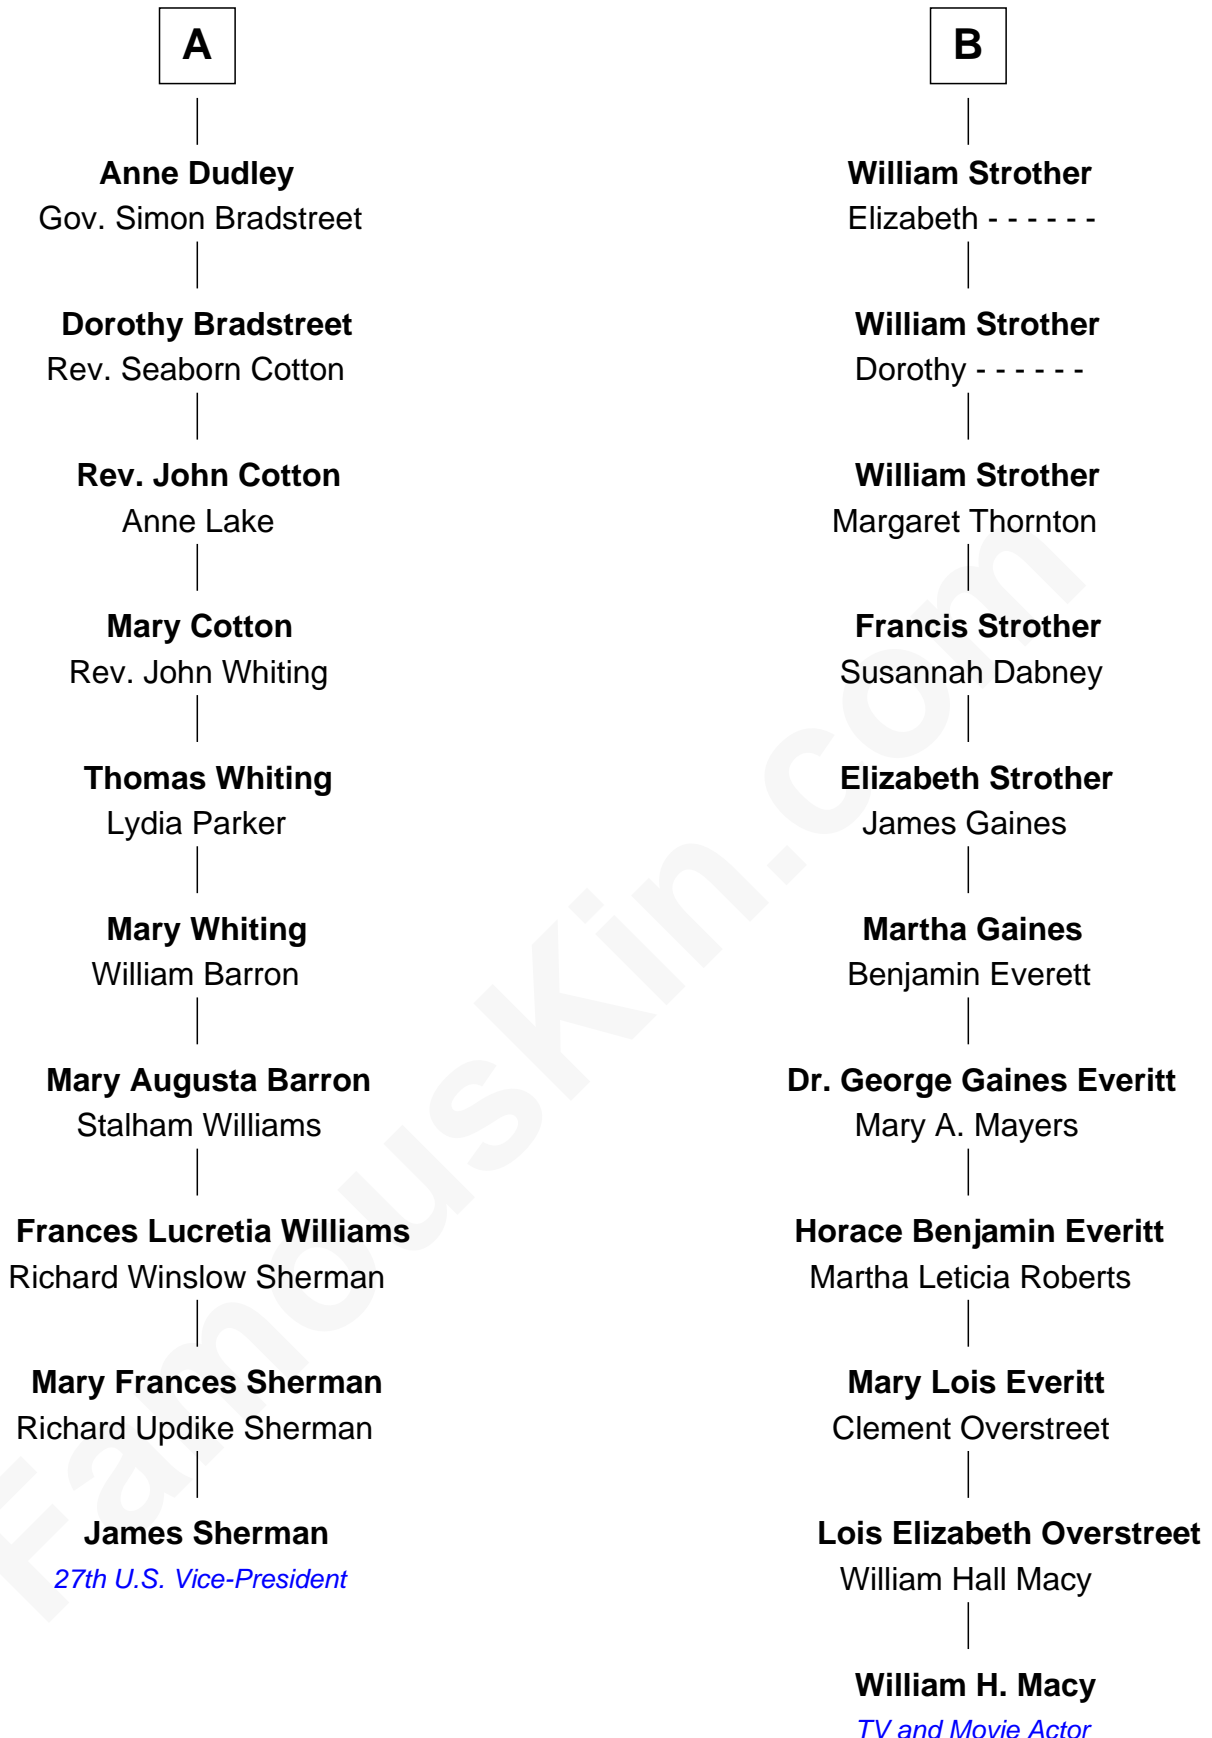 A
Anne Dudley
Gov. Simon Bradstreet
Dorothy Bradstreet
Rev. Seaborn Cotton
Rev. John Cotton
Anne Lake
Mary Cotton
Rev. John Whiting
Thomas Whiting
Lydia Parker
Mary Whiting
William Barron
Mary Augusta Barron
Stalham Williams
Frances Lucretia Williams
Richard Winslow Sherman
Mary Frances Sherman
Richard Updike Sherman
James Sherman
27th U.S. Vice-President
B
William Strother
Elizabeth - - - - - -
William Strother
Dorothy - - - - - -
William Strother
Margaret Thornton
Francis Strother
Susannah Dabney
Elizabeth Strother
James Gaines
Martha Gaines
Benjamin Everett
Dr. George Gaines Everitt
Mary A. Mayers
Horace Benjamin Everitt
Martha Leticia Roberts
Mary Lois Everitt
Clement Overstreet
Lois Elizabeth Overstreet
William Hall Macy
William H. Macy
TV and Movie Actor
FamousKin.com